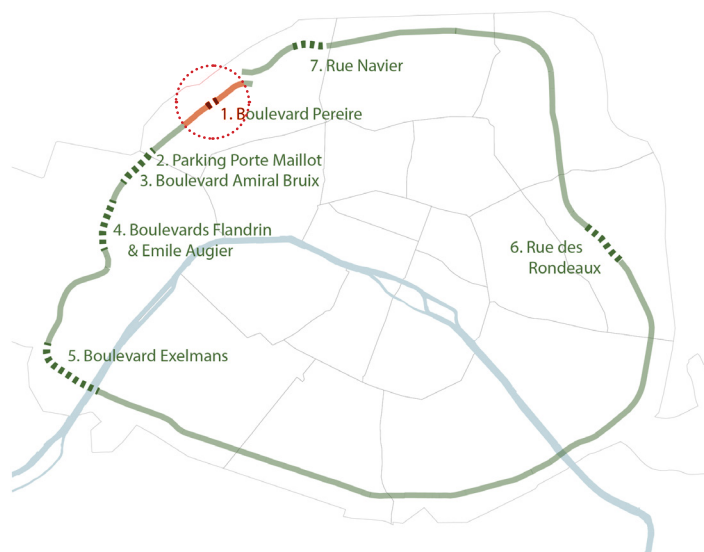 7. Rue Navier
1. Boulevard Pereire
2. Parking Porte Maillot
3. Boulevard Amiral Bruix
4. Boulevards Flandrin
& Emile Augier
6. Rue des
Rondeaux
5. Boulevard Exelmans